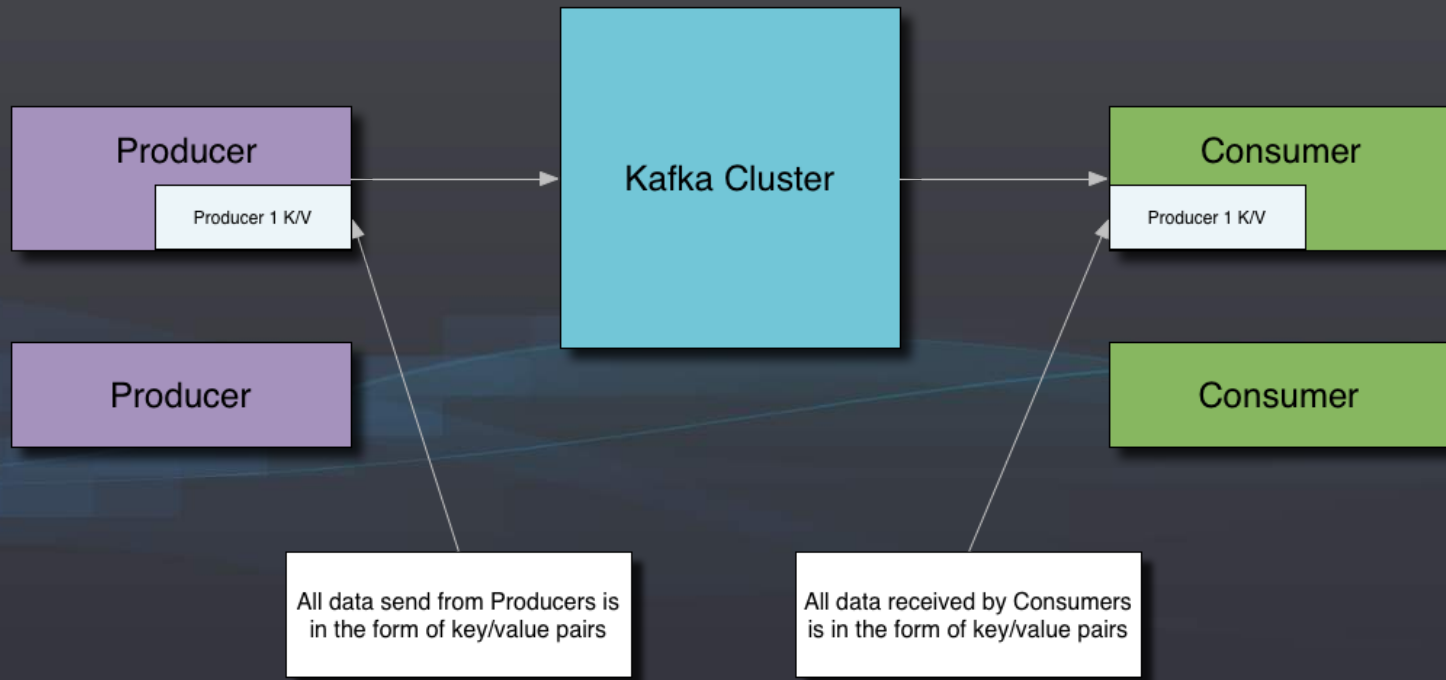 Producer
Producer 1 K/V
Kafka Cluster
Consumer
Producer 1 K/V
Producer
Consumer
All data send from Producers is
in the form of key/value pairs
All data received by Consumers
is in the form of key/value pairs